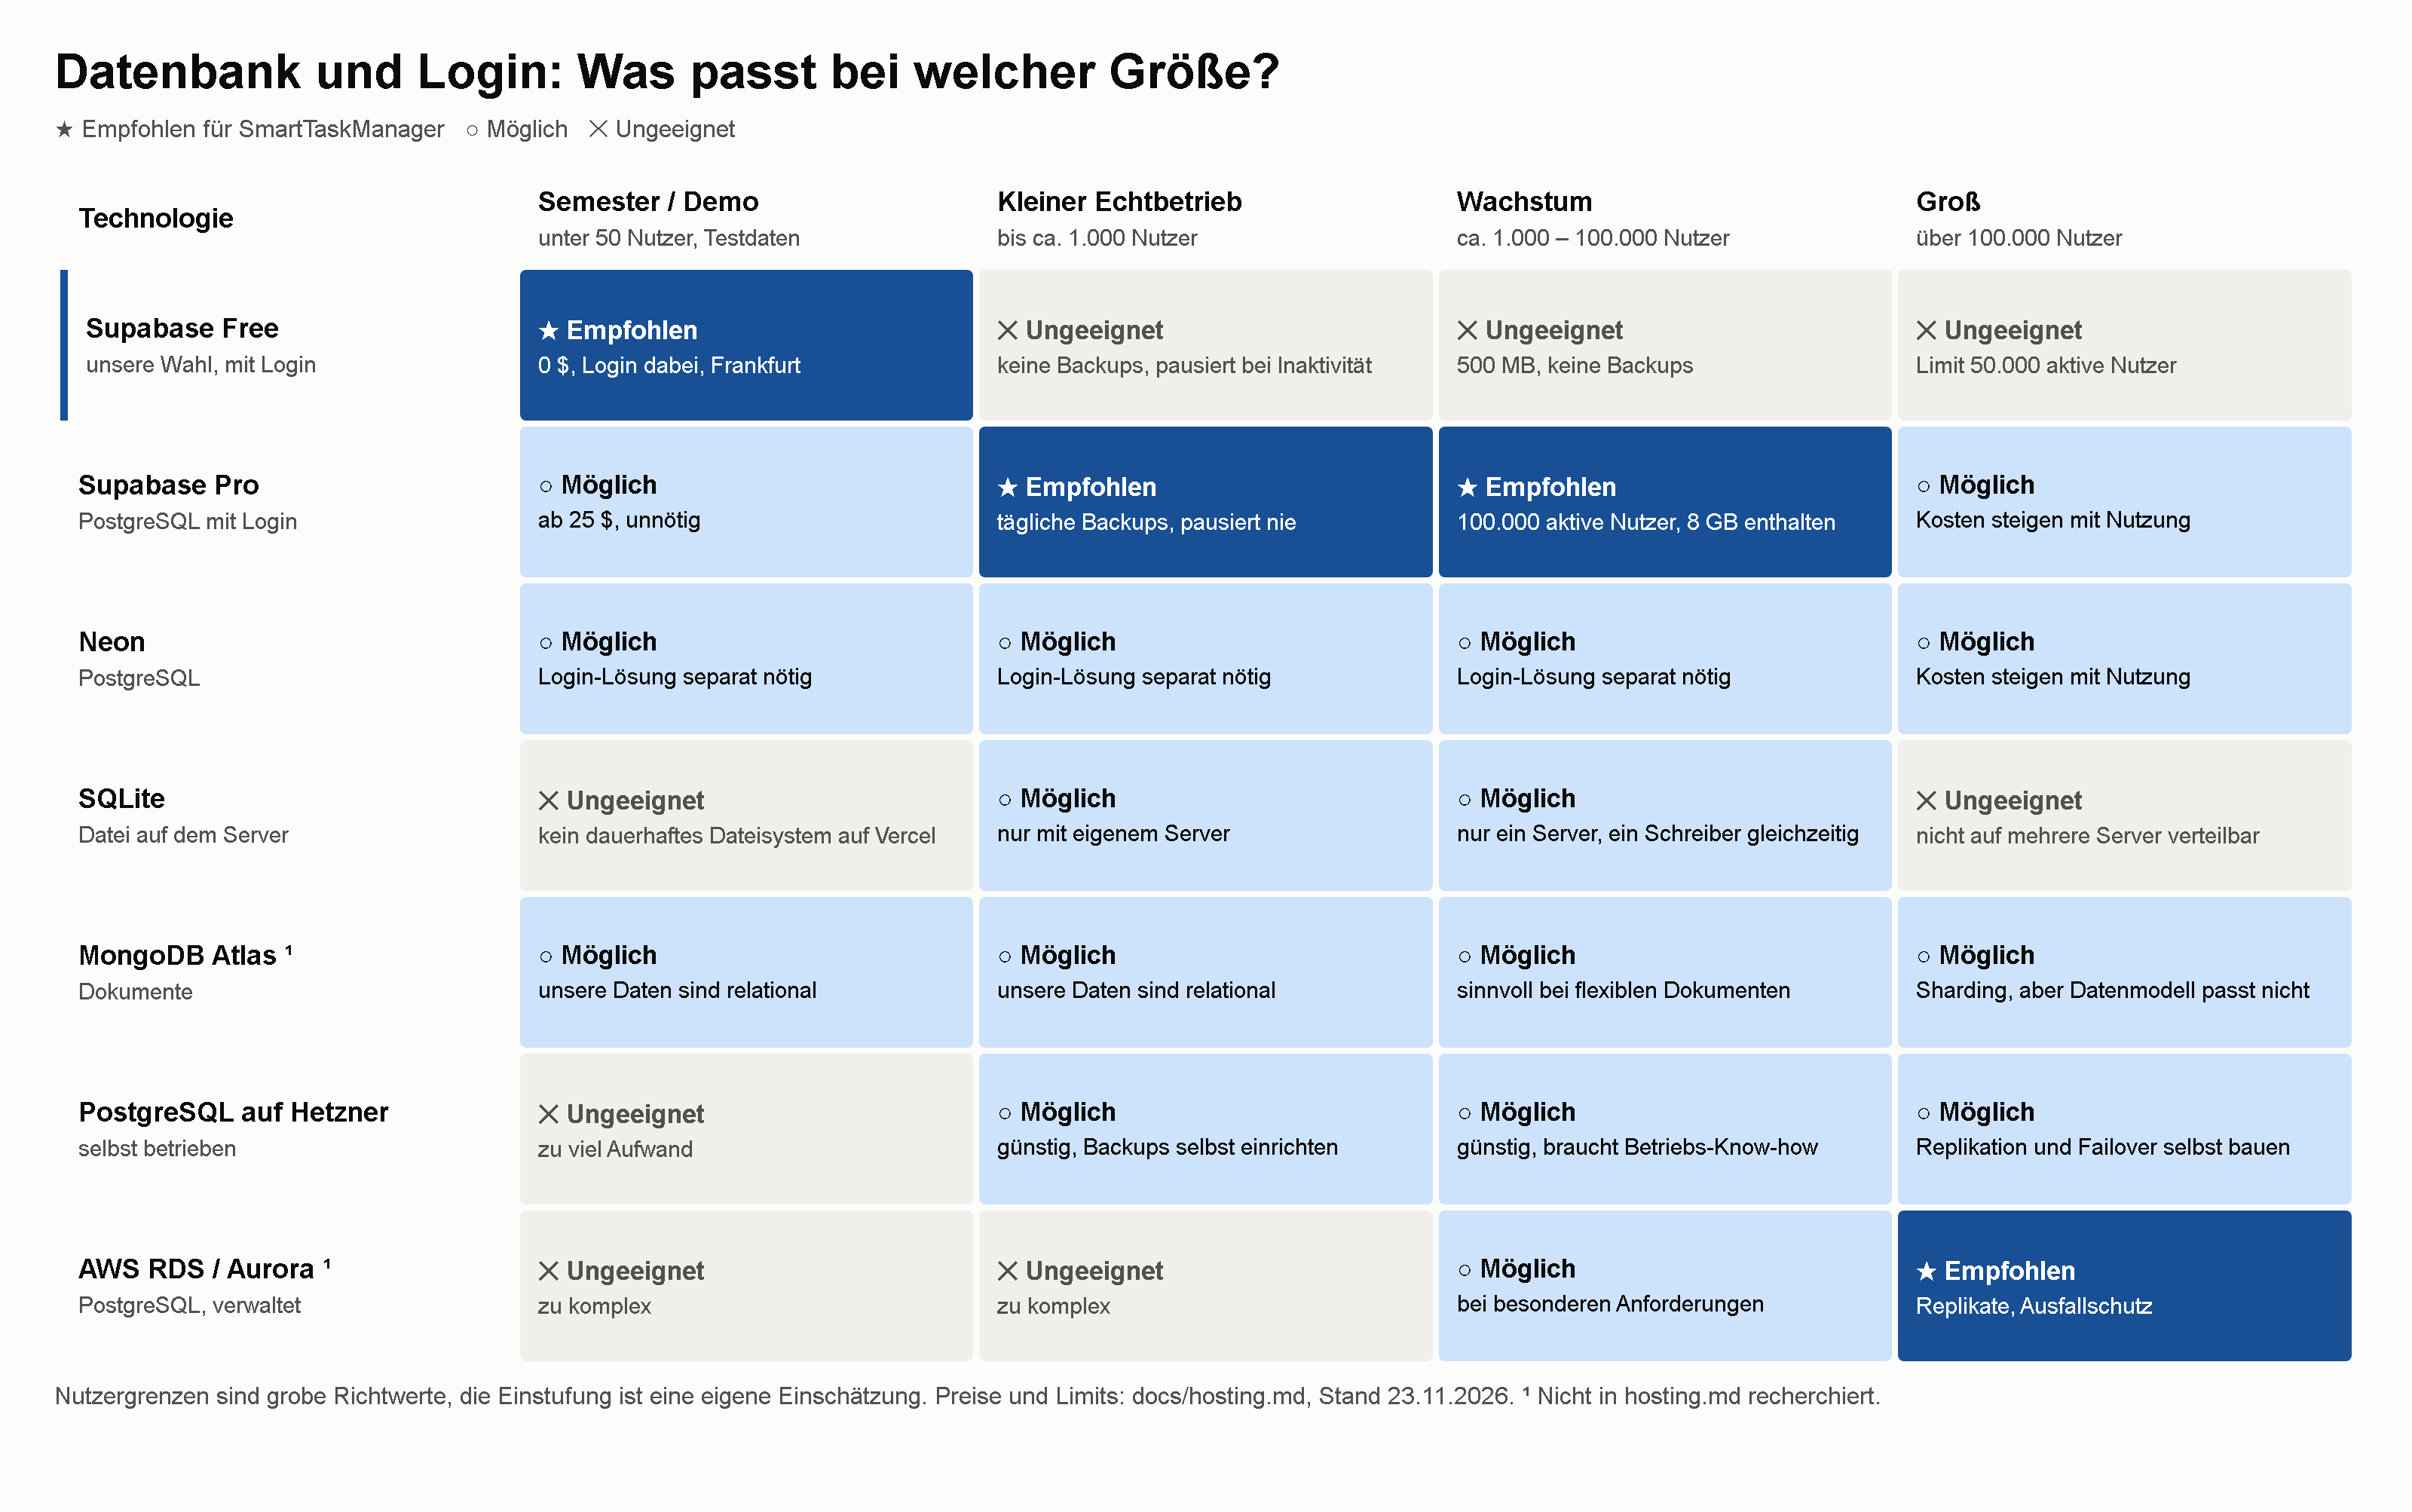 Datenbank und Login: Was passt bei welcher Größe?
★ Empfohlen für SmartTaskManager ○ Möglich ✕ Ungeeignet
Technologie
Semester / Demo
unter 50 Nutzer, Testdaten
Kleiner Echtbetrieb
bis ca. 1.000 Nutzer
Wachstum
ca. 1.000 – 100.000 Nutzer
Groß
über 100.000 Nutzer
Supabase Free
unsere Wahl, mit Login
★ Empfohlen
0 $, Login dabei, Frankfurt
✕ Ungeeignet
keine Backups, pausiert bei Inaktivität
✕ Ungeeignet
500 MB, keine Backups
✕ Ungeeignet
Limit 50.000 aktive Nutzer
Supabase Pro
PostgreSQL mit Login
○ Möglich
ab 25 $, unnötig
★ Empfohlen
tägliche Backups, pausiert nie
★ Empfohlen
100.000 aktive Nutzer, 8 GB enthalten
○ Möglich
Kosten steigen mit Nutzung
Neon
PostgreSQL
○ Möglich
Login-Lösung separat nötig
○ Möglich
Login-Lösung separat nötig
○ Möglich
Login-Lösung separat nötig
○ Möglich
Kosten steigen mit Nutzung
SQLite
Datei auf dem Server
✕ Ungeeignet
kein dauerhaftes Dateisystem auf Vercel
○ Möglich
nur mit eigenem Server
○ Möglich
nur ein Server, ein Schreiber gleichzeitig
✕ Ungeeignet
nicht auf mehrere Server verteilbar
MongoDB Atlas ¹
Dokumente
○ Möglich
unsere Daten sind relational
○ Möglich
unsere Daten sind relational
○ Möglich
sinnvoll bei flexiblen Dokumenten
○ Möglich
Sharding, aber Datenmodell passt nicht
PostgreSQL auf Hetzner
selbst betrieben
✕ Ungeeignet
zu viel Aufwand
○ Möglich
günstig, Backups selbst einrichten
○ Möglich
günstig, braucht Betriebs-Know-how
○ Möglich
Replikation und Failover selbst bauen
AWS RDS / Aurora ¹
PostgreSQL, verwaltet
✕ Ungeeignet
zu komplex
✕ Ungeeignet
zu komplex
○ Möglich
bei besonderen Anforderungen
★ Empfohlen
Replikate, Ausfallschutz
Nutzergrenzen sind grobe Richtwerte, die Einstufung ist eine eigene Einschätzung. Preise und Limits: docs/hosting.md, Stand 23.11.2026. ¹ Nicht in hosting.md recherchiert.